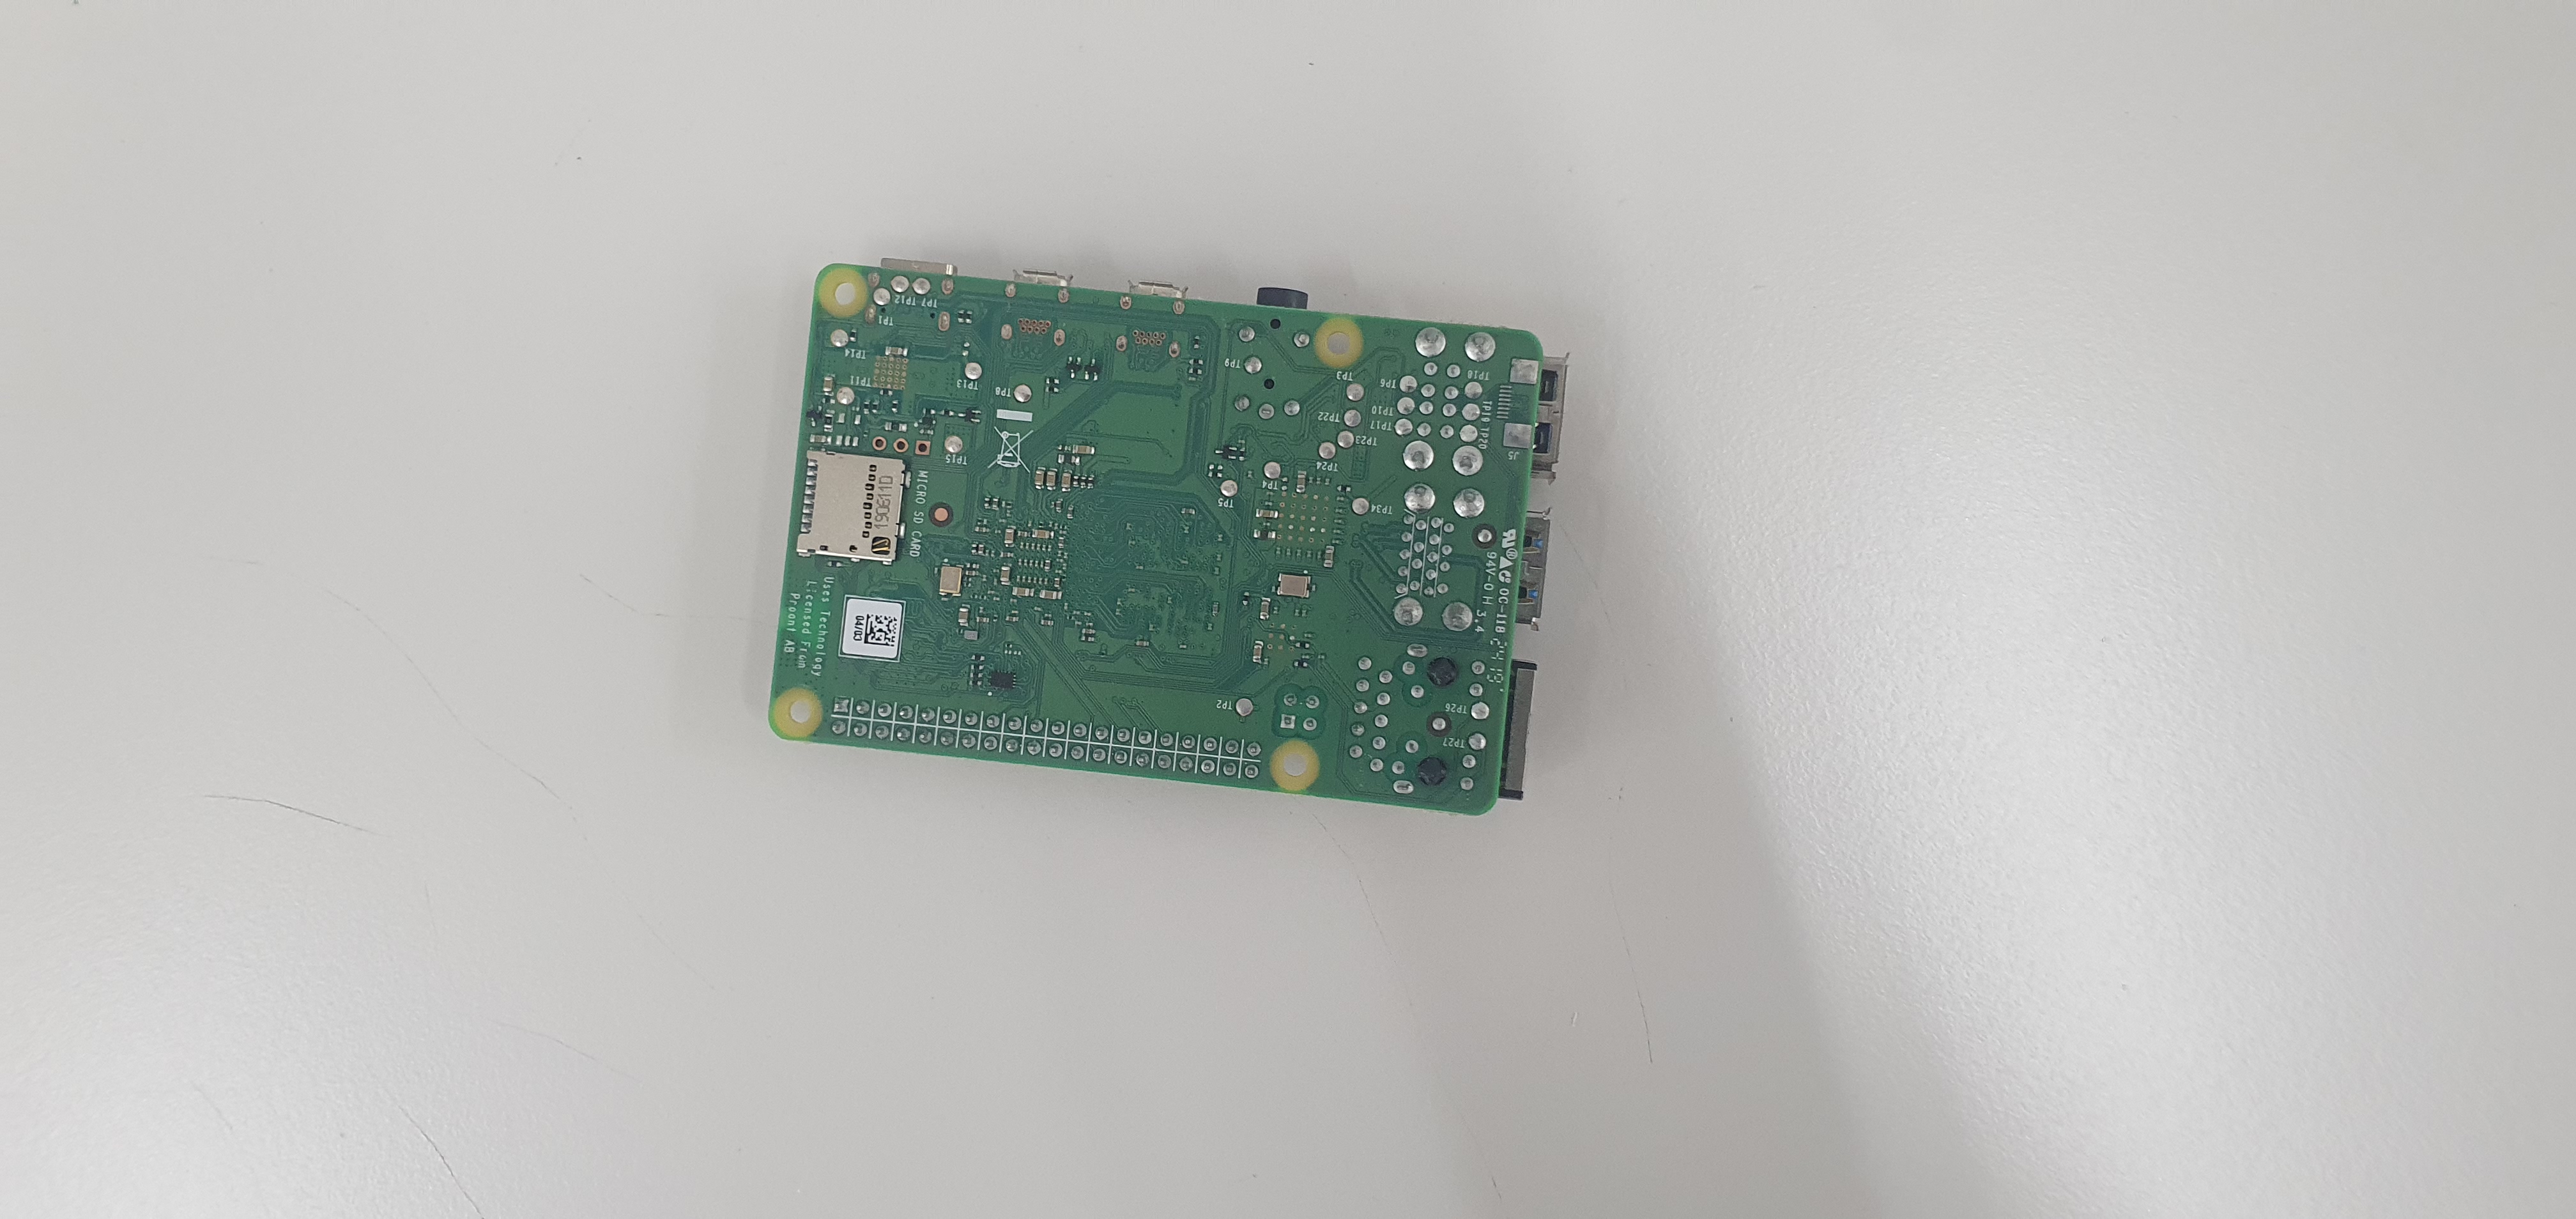 Uses Technology
Licensed From
Proant AB
04/03
190611D
MICRO SD CARD
TP11
TP14
TP1
TP12
TP7
TP15
TP13
TP8
TP2
TP5
TP9
TP4
TP24
TP22
TP23
TP3
TP34
TP17
TP10
TP6
TP27
TP26
TP19
TP20
TP18
J5
94V-0 H 3.4
OC-11B